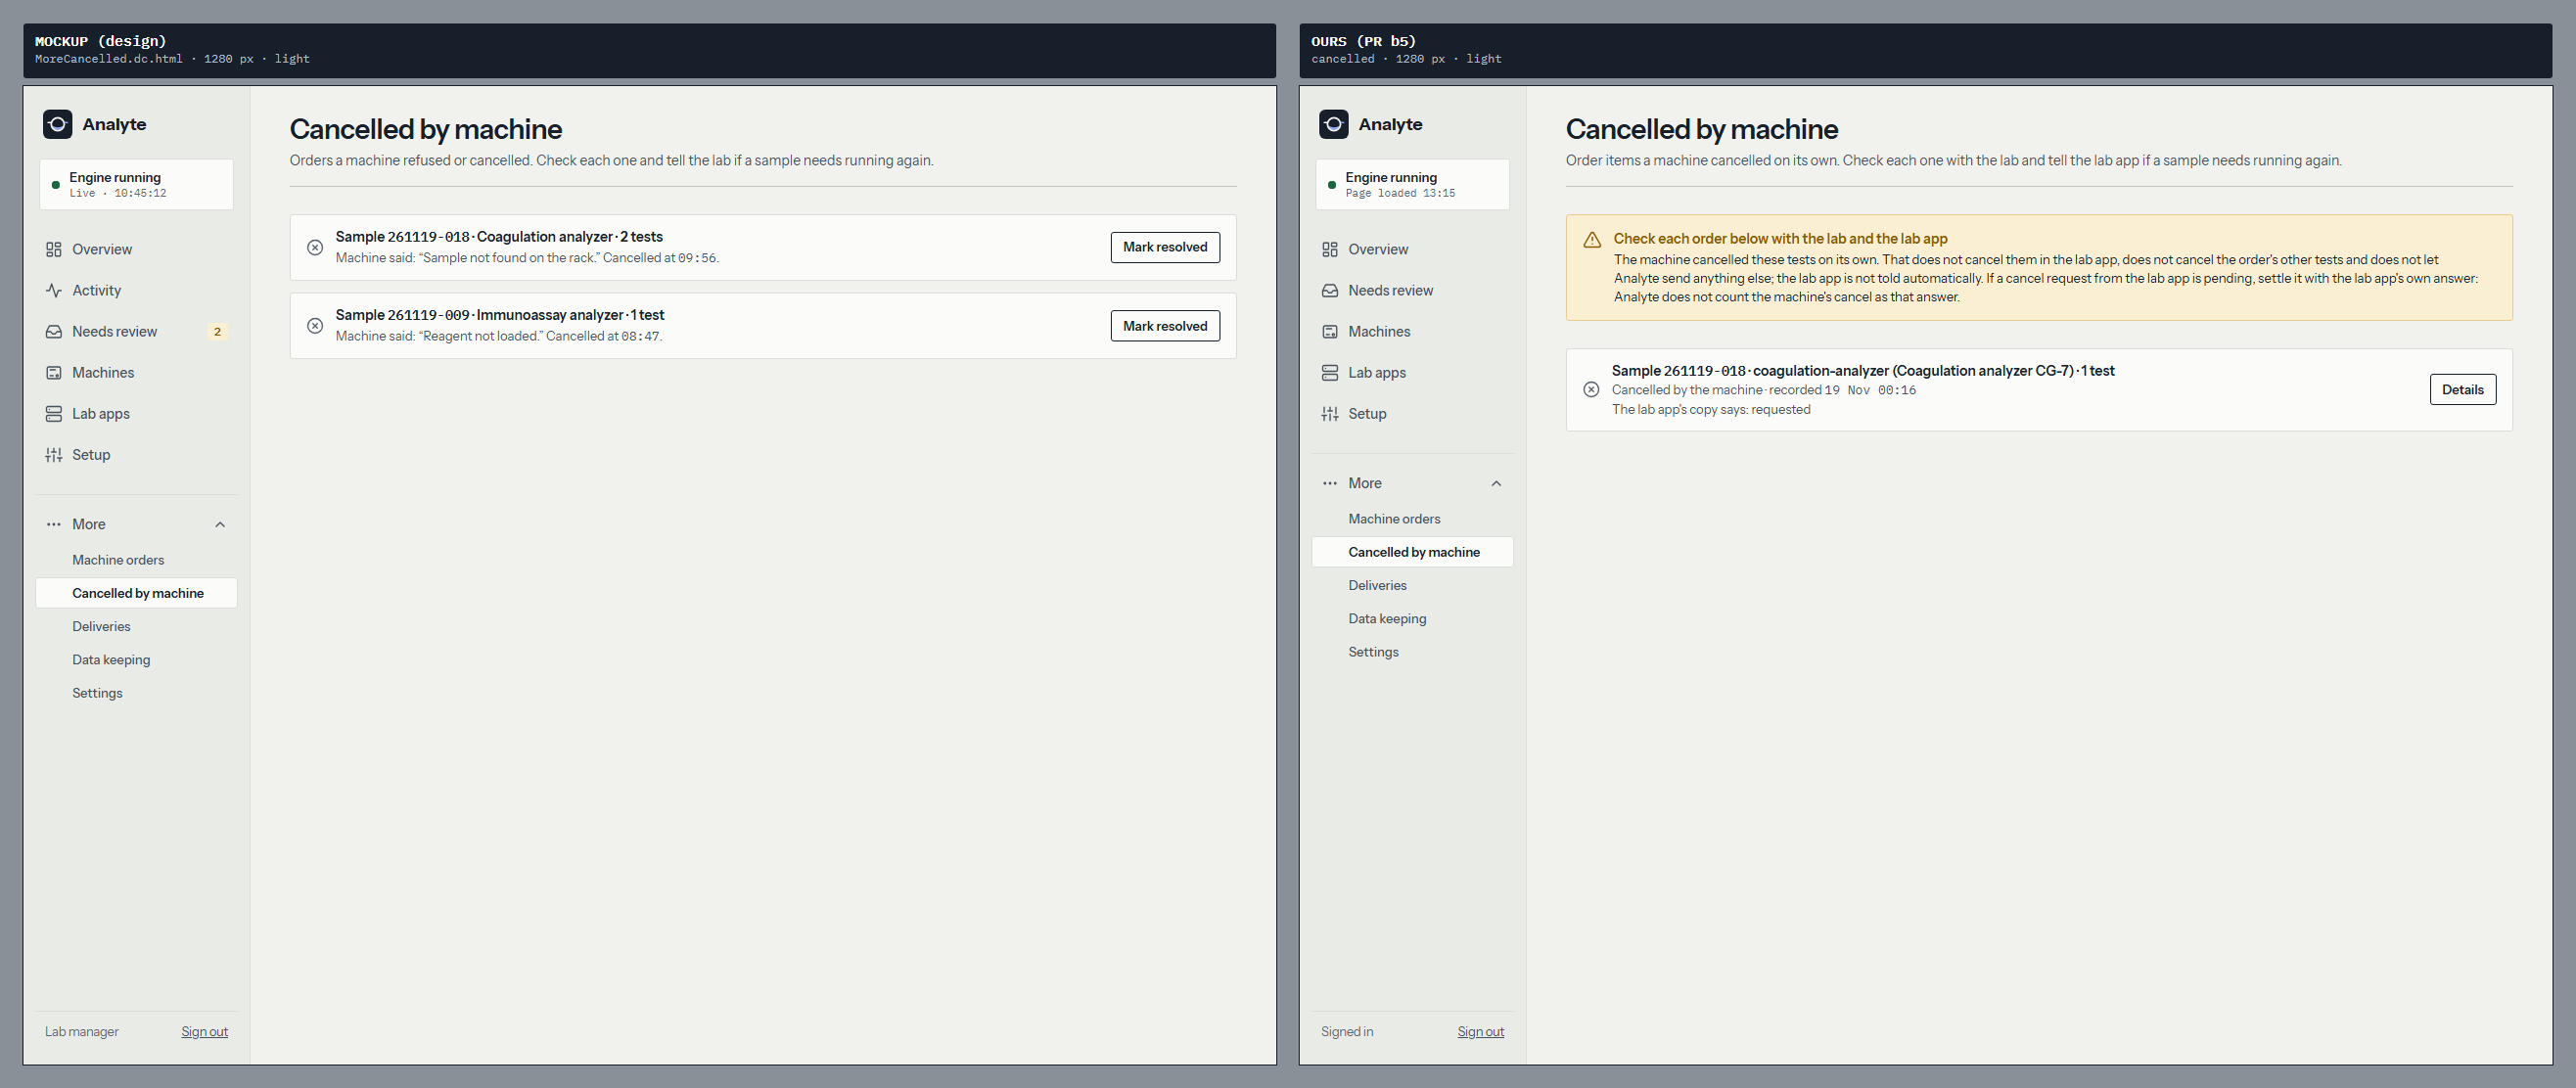 MOCKUP (design)
MoreCancelled.dc.html · 1280 px · light
Analyte
Engine running
Live · 10:45:12
Overview
Activity
Needs review 2
Machines
Lab apps
Setup
More
Machine orders
Cancelled by machine
Deliveries
Data keeping
Settings
Lab manager Sign out
Cancelled by machine
Orders a machine refused or cancelled. Check each one and tell the lab if a sample needs running again.
Sample 261119-018 · Coagulation analyzer · 2 tests
Machine said: “Sample not found on the rack.” Cancelled at 09:56.
Mark resolved
Sample 261119-009 · Immunoassay analyzer · 1 test
Machine said: “Reagent not loaded.” Cancelled at 08:47.
Mark resolved
OURS (PR b5)
cancelled · 1280 px · light
Analyte
Engine running
Page loaded 13:15
Overview
Needs review
Machines
Lab apps
Setup
More
Machine orders
Cancelled by machine
Deliveries
Data keeping
Settings
Signed in Sign out
Cancelled by machine
Order items a machine cancelled on its own. Check each one with the lab and tell the lab app if a sample needs running again.
Check each order below with the lab and the lab app
The machine cancelled these tests on its own. That does not cancel them in the lab app, does not cancel the order's other tests and does not let
Analyte send anything else; the lab app is not told automatically. If a cancel request from the lab app is pending, settle it with the lab app's own answer:
Analyte does not count the machine's cancel as that answer.
Sample 261119-018 · coagulation-analyzer (Coagulation analyzer CG-7) · 1 test
Cancelled by the machine · recorded 19 Nov 00:16
The lab app's copy says: requested
Details